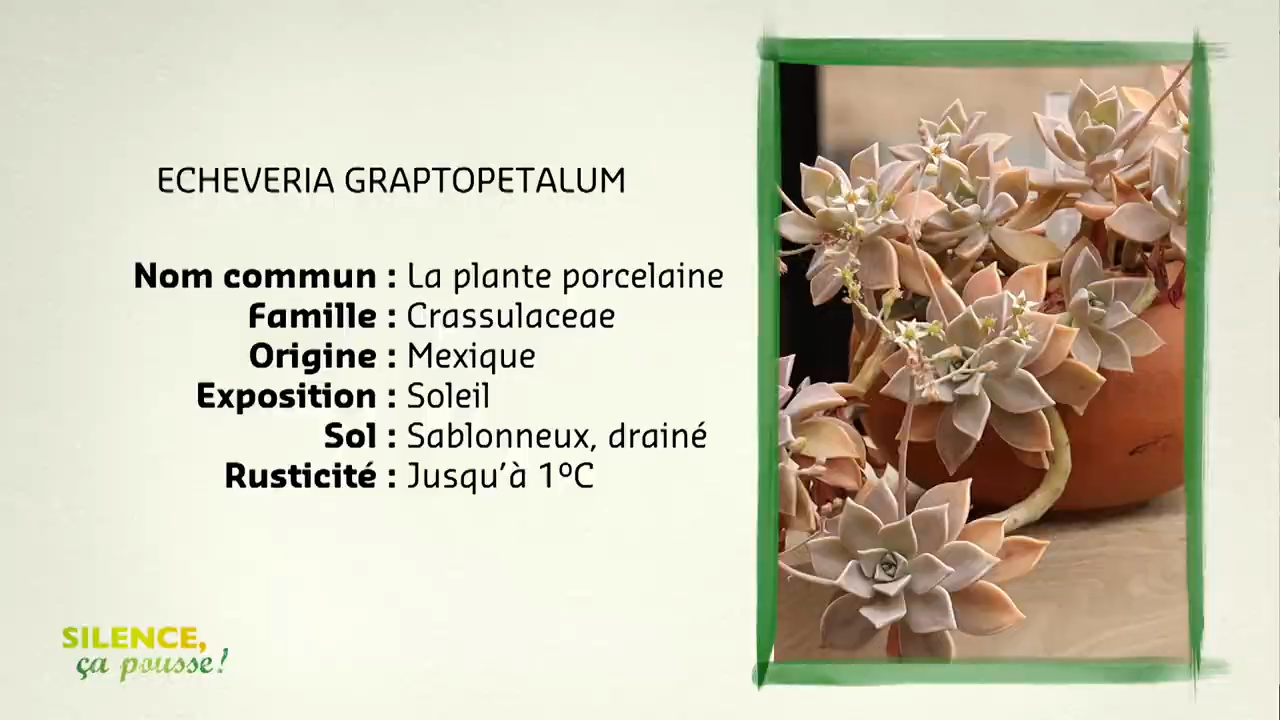 ECHEVERIA GRAPTOPETALUM
Nom commun : La plante porcelaine
Famille : Crassulaceae
Origine : Mexique
Exposition : Soleil
Sol : Sablonneux, drainé
Rusticité : Jusqu’à 1ºC
SILENCE,
ça pousse!